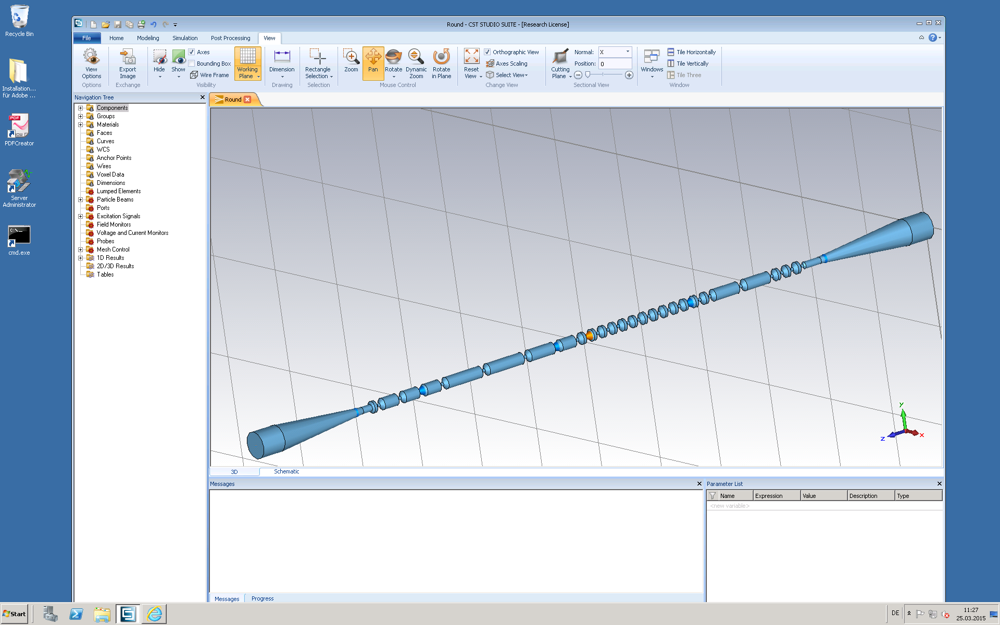 Recycle Bin
Installation...
für Adobe ...
PDF
PDFCreator
Server
Administrator
C:\_
cmd.exe
Round - CST STUDIO SUITE - [Research License]
File
Home
Modeling
Simulation
Post Processing
View
View
Options
Options
Export
Image
Exchange
Hide
Show
Axes
Bounding Box
Wire Frame
Visibility
Working
Plane
Dimension
Drawing
Rectangle
Selection
Selection
Zoom
Pan
Rotate
Dynamic
Zoom
Rotate
in Plane
Mouse Control
Reset
View
Orthographic View
Axes Scaling
Select View
Change View
Cutting
Plane
Normal: X
Position: 0
Sectional View
Windows
Tile Horizontally
Tile Vertically
Tile Three
Window
Navigation Tree
Components
Groups
Materials
Faces
Curves
WCS
Anchor Points
Wires
Voxel Data
Dimensions
Lumped Elements
Particle Beams
Ports
Excitation Signals
Field Monitors
Voltage and Current Monitors
Probes
Mesh Control
1D Results
2D/3D Results
Tables
Round
y
x
z
3D
Schematic
Messages
Messages
Progress
Parameter List
Name
Expression
Value
Description
Type
<new variable>
Start
DE
11:27
25.03.2015